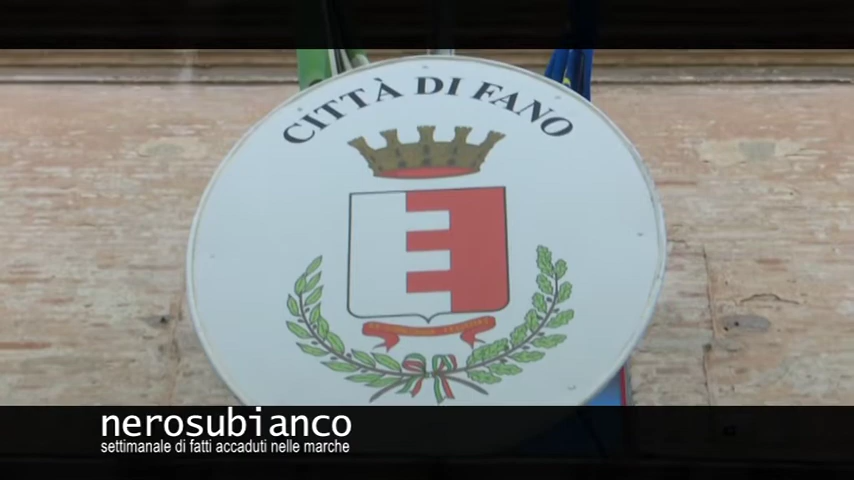 CITTÀ DI FANO
nerosubianco
settimanale di fatti accaduti nelle marche